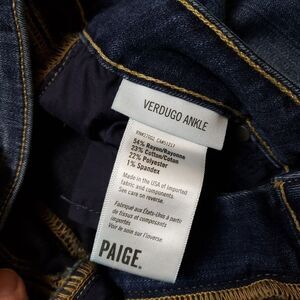 VERDUGO ANKLE
54% Rayon/Rayonne
23% Cotton/Coton
22% Polyester
1% Spandex
Made in the USA of imported
fabric and components.
See care on reverse.
Fabriqué aux États-Unis à partir
de tissus et composants
importés
Voir le soin sur l'inverse.
PAIGE